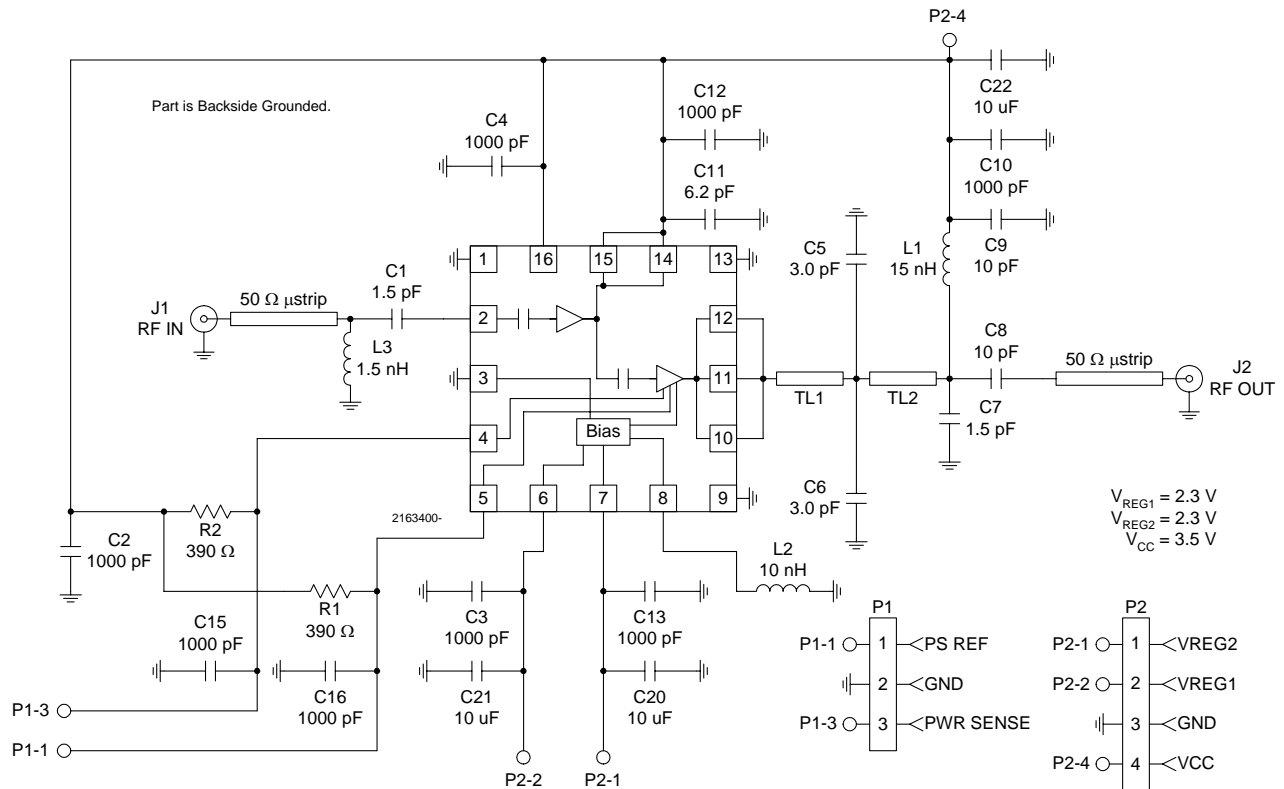 P2-4
Part is Backside Grounded.
C22
10 uF
C12
1000 pF
C4
1000 pF
C10
1000 pF
C11
6.2 pF
C9
10 pF
L1
15 nH
C5
3.0 pF
1
16
15
14
13
C1
1.5 pF
J1
RF IN
50 Ω μstrip
L3
1.5 nH
2
12
3
11
4
10
Bias
5
6
7
8
9
TL1
TL2
C8
10 pF
50 Ω μstrip
J2
RF OUT
C7
1.5 pF
C6
3.0 pF
2163400-
R2
390 Ω
C2
1000 pF
R1
390 Ω
C15
1000 pF
C16
1000 pF
C3
1000 pF
C21
10 uF
C13
1000 pF
C20
10 uF
L2
10 nH
VREG1 = 2.3 V
VREG2 = 2.3 V
VCC = 3.5 V
P1-3
P1-1
P2-2
P2-1
P1
P1-1 1 PS REF
2 GND
P1-3 3 PWR SENSE
P2
P2-1 1 VREG2
P2-2 2 VREG1
3 GND
P2-4 4 VCC